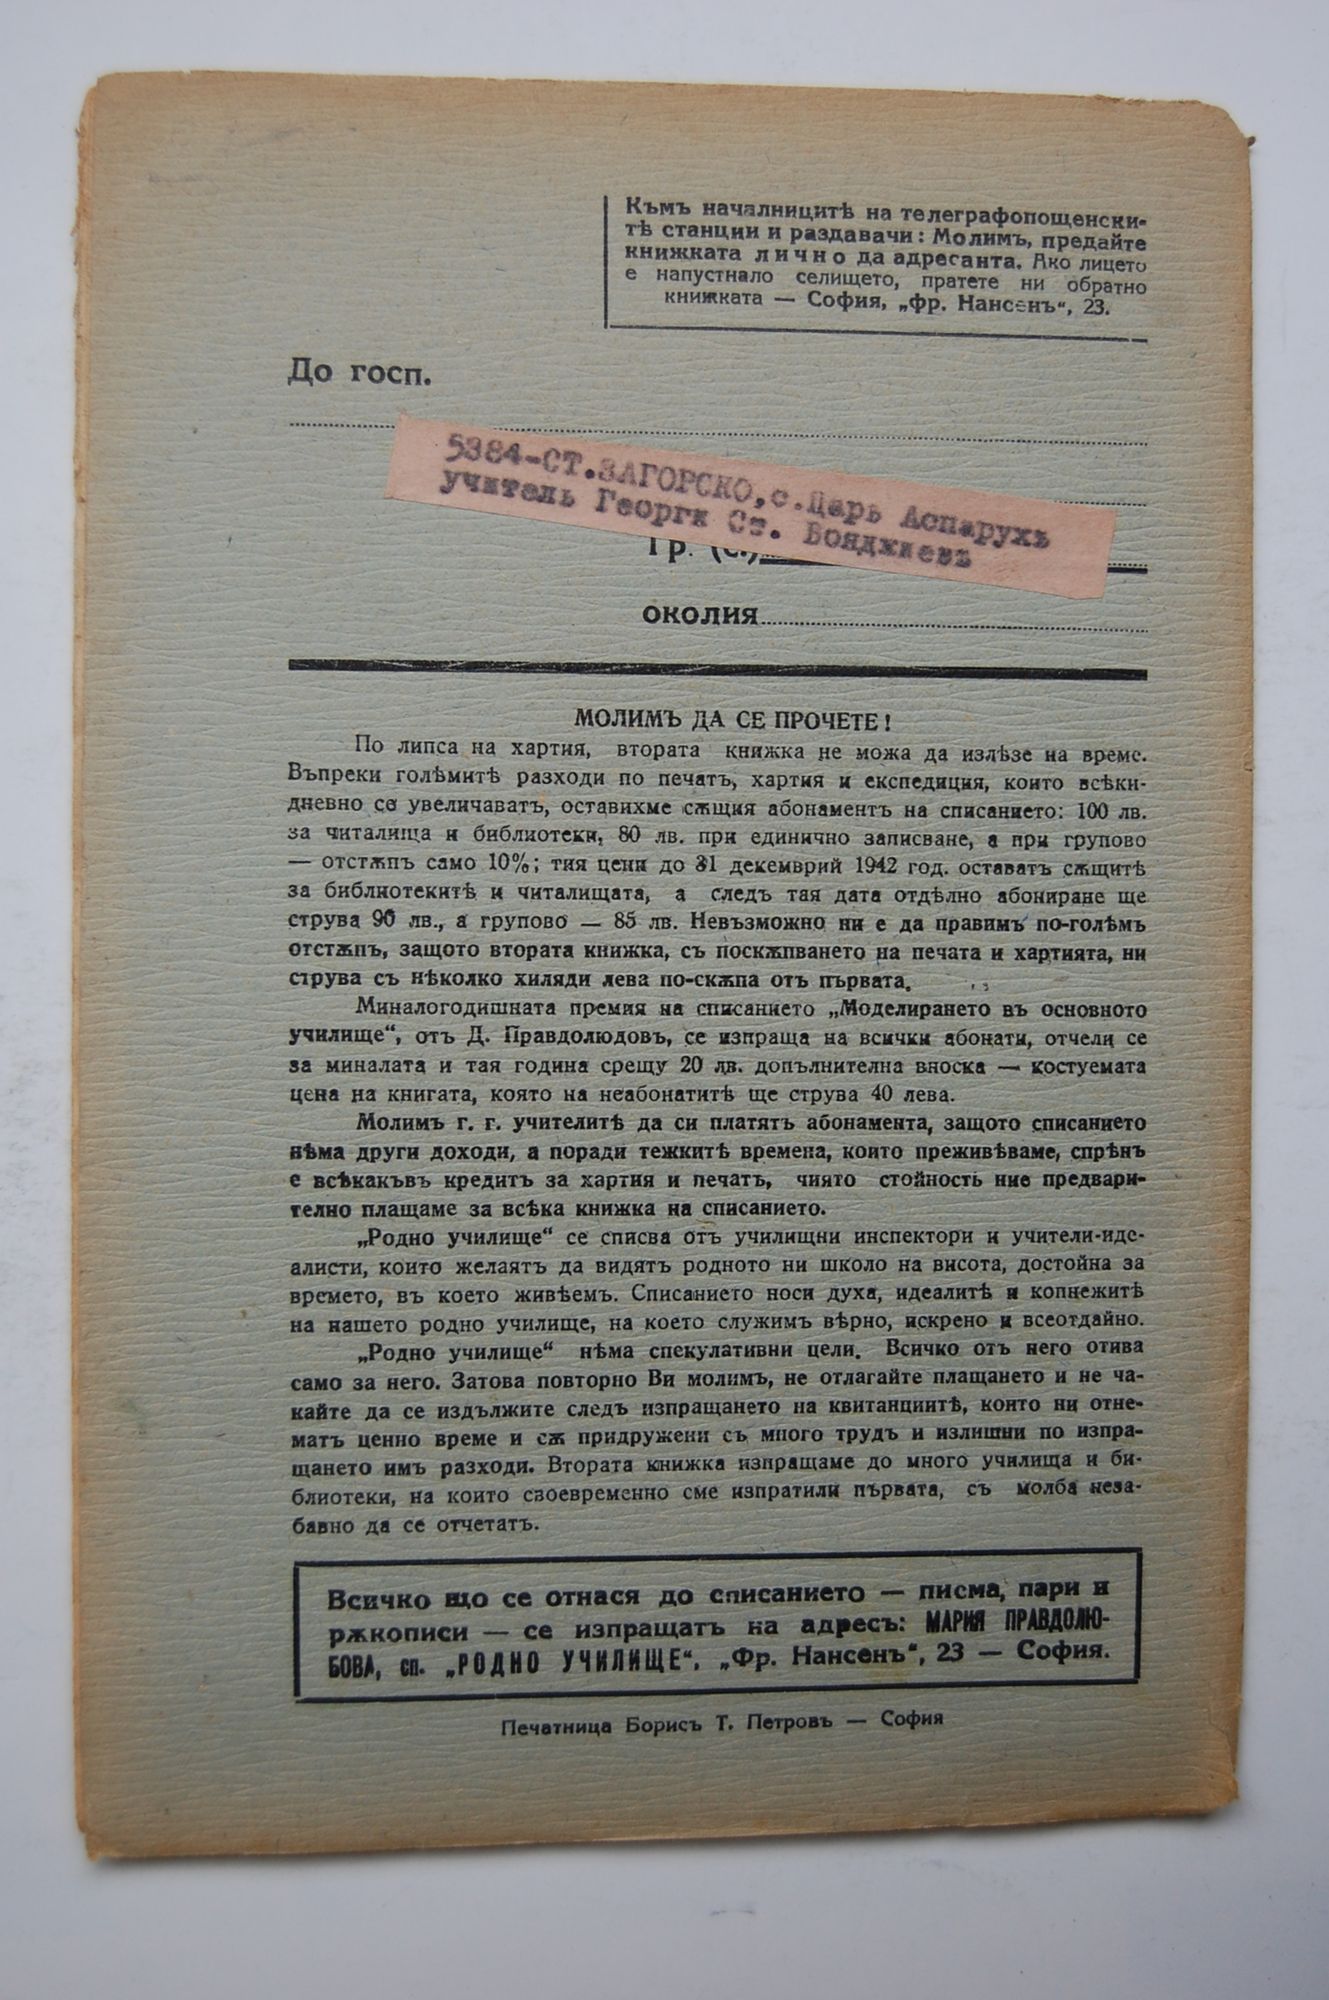 Къмъ началницитѣ на телеграфопощенски-
тѣ станции и раздавачи: Молимъ, предайте
книжката лично да адресанта. Ако лицето
е напустнало селището, пратете ни обратно
книжката — София, „фр. Нансенъ“, 23.
До госп.
5384-СТ.ЗАГОРСКО,с.Царь Аспарухъ
учитель Георги Ст. Бояджиевъ
Гр. (с.)
околия
МОЛИМЪ ДА СЕ ПРОЧЕТЕ!
По липса на хартия, втората книжка не можа да излѣзе на време.
Въпреки голѣмитѣ разходи по печатъ, хартия и експедиция, които всѣки-
дневно се увеличаватъ, оставихме сѫщия абонаментъ на списанието: 100 лв.
за читалища и библиотеки, 80 лв. при единично записване, а при групово
— отстѫпъ само 10%; тия цени до 31 декемврий 1942 год. оставатъ сѫщитѣ
за библиотекитѣ и читалищата, а следъ тая дата отдѣлно абониране ще
струва 90 лв., а групово — 85 лв. Невъзможно ни е да правимъ по-голѣмъ
отстѫпъ, защото втората книжка, съ поскѫпването на печата и хартията, ни
струва съ нѣколко хиляди лева по-скѫпа отъ първата.
Миналогодишната премия на списанието „Моделирането въ основното
училище“, отъ Д. Правдолюдовъ, се изпраща на всички абонати, отчели се
за миналата и тая година срещу 20 лв. допълнителна вноска — костуемата
цена на книгата, която на неабонатитѣ ще струва 40 лева.
Молимъ г. г. учителитѣ да си платятъ абонамента, защото списанието
нѣма други доходи, а поради тежкитѣ времена, които преживѣваме, спрѣнъ
е всѣкакъвъ кредитъ за хартия и печатъ, чиято стойность ние предвари-
телно плащаме за всѣка книжка на списанието.
„Родно училище“ се списва отъ училищни инспектори и учители-иде-
алисти, които желаятъ да видятъ родното ни школо на висота, достойна за
времето, въ което живѣемъ. Списанието носи духа, идеалитѣ и копнежитѣ
на нашето родно училище, на което служимъ вѣрно, искрено и всеотдайно.
„Родно училище“ нѣма спекулативни цели. Всичко отъ него отива
само за него. Затова повторно Ви молимъ, не отлагайте плащането и не ча-
кайте да се издължите следъ изпращането на квитанциитѣ, които ни отне-
матъ ценно време и сѫ придружени съ много трудъ и излишни по изпра-
щането имъ разходи. Втората книжка изпращаме до много училища и би-
блиотеки, на които своевременно сме изпратили първата, съ молба неза-
бавно да се отчетатъ.
Всичко що се отнася до списанието — писма, пари и
рѫкописи — се изпращатъ на адресъ: МАРИЯ ПРАВДОЛЮ-
БОВА, сп. „РОДНО УЧИЛИЩЕ“, „Фр. Нансенъ“, 23 — София.
Печатница Борисъ Т. Петровъ — София